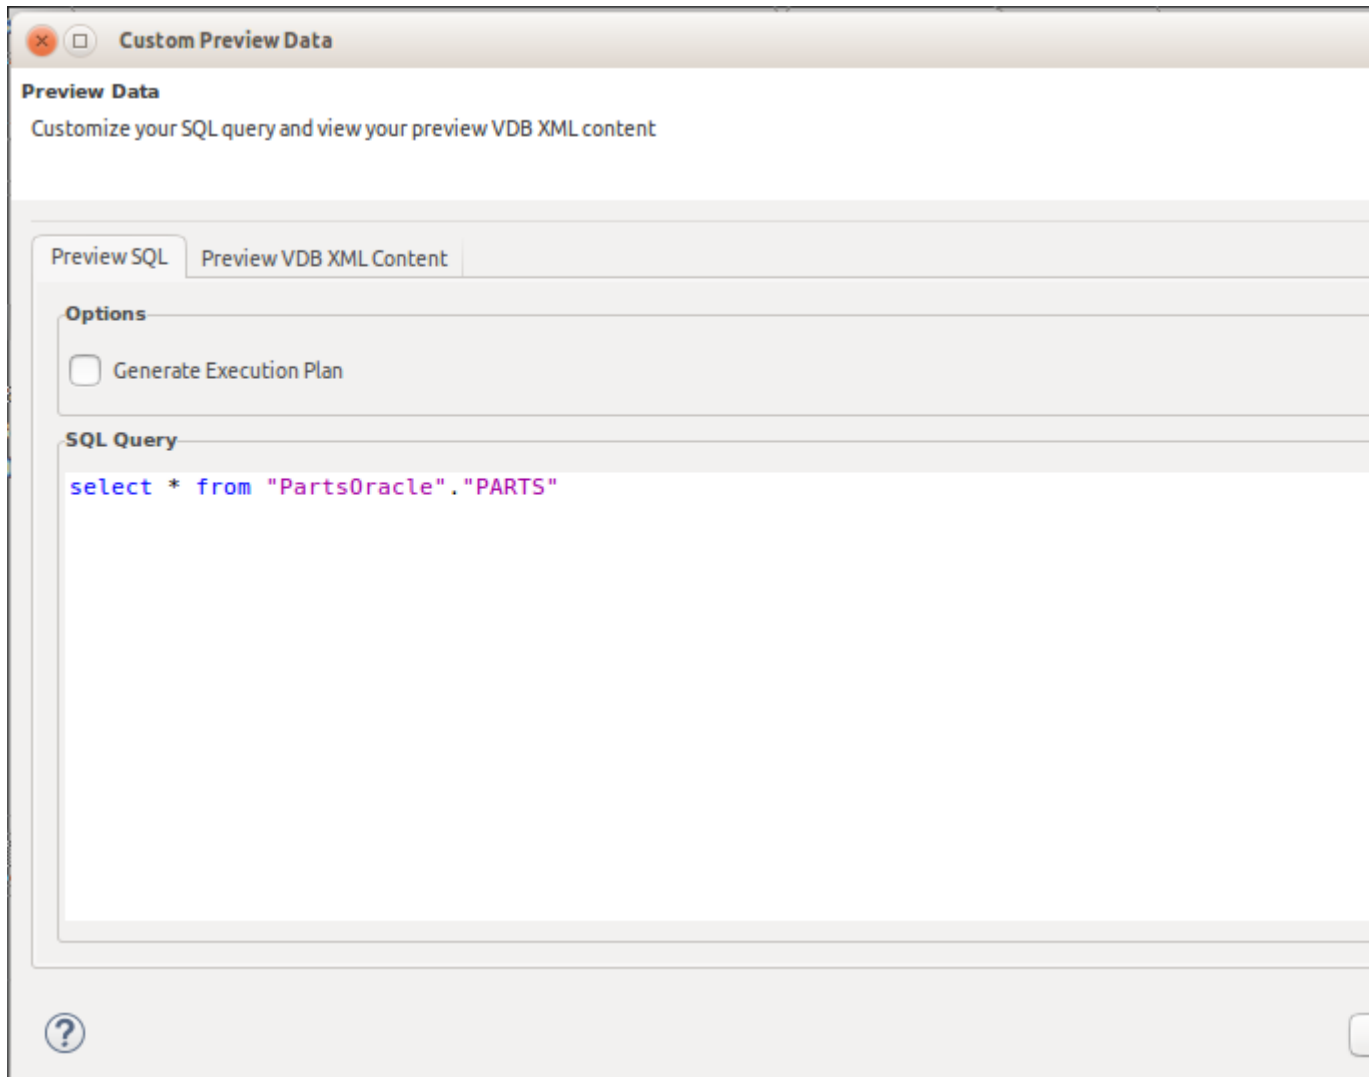 Custom Preview Data
Preview Data
Customize your SQL query and view your preview VDB XML content
Preview SQL Preview VDB XML Content
Options
Generate Execution Plan
SQL Query
select * from "PartsOracle"."PARTS"
?